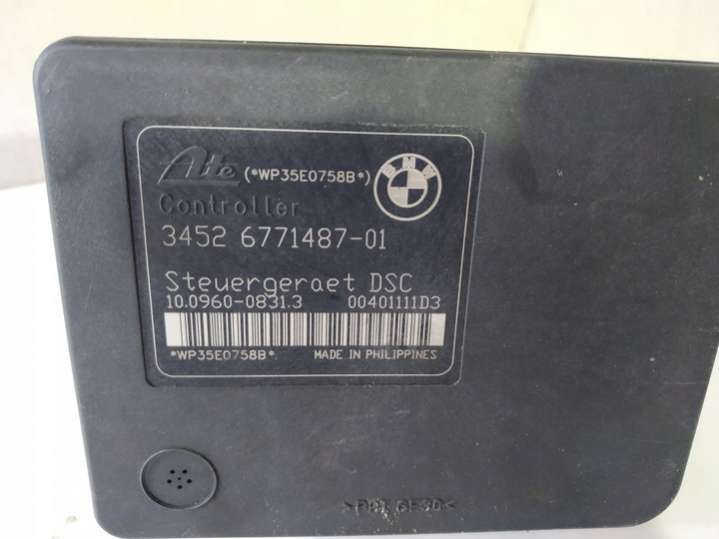 Ate (*WP35E0758B*) BMW
Controller
3452 6771487-01
Steuergeraet DSC
10.0960-0831.3 00401111D3
*WP35E0758B* MADE IN PHILIPPINES